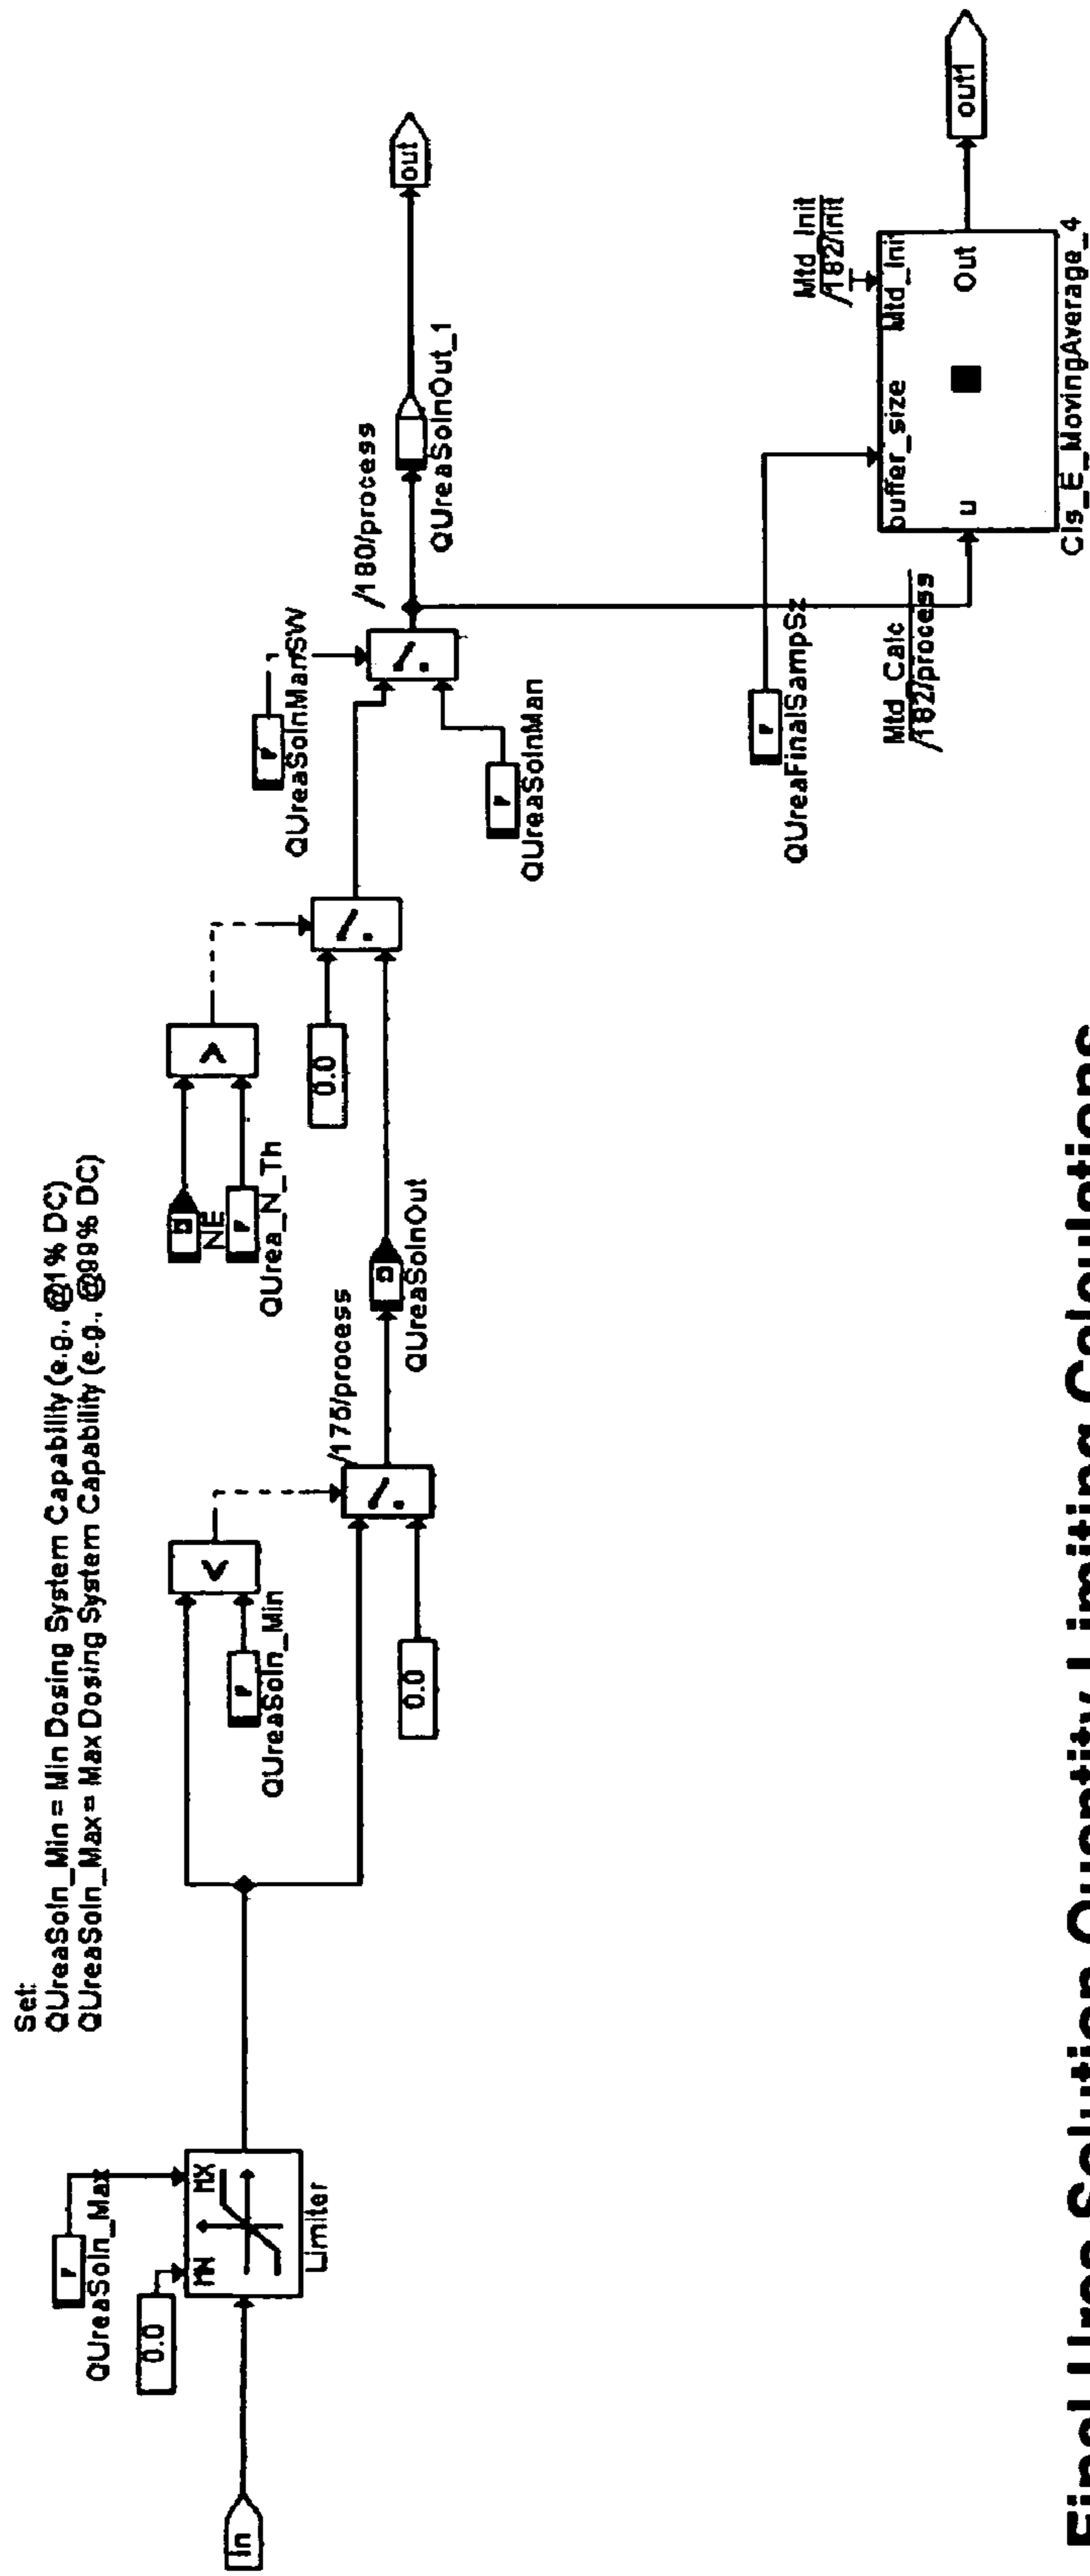 Set:
QUreaSoln_Min = Min Dosing System Capability (e.g., @1% DC)
QUreaSoln_Max = Max Dosing System Capability (e.g., @99% DC)
In
0.0
P
QUreaSoln_Max
MN
MX
Limiter
P
QUreaSoln_Min
>
0.0
/175/process
QUreaSolnOut
NE
P
QUrea_N_Th
<
0.0
P
QUreaSolnManSW
P
QUreaSolnMan
/180/process
QUreaSolnOut_1
out
P
QUreaFinalSampSz
Mtd_Calc
/182/process
Mtd_Init
/182/Init
buffer_size
Mtd_Init
u
Out
Cls_E_MovingAverage_4
out1
Final Urea Solution Quantity Limiting Calculations